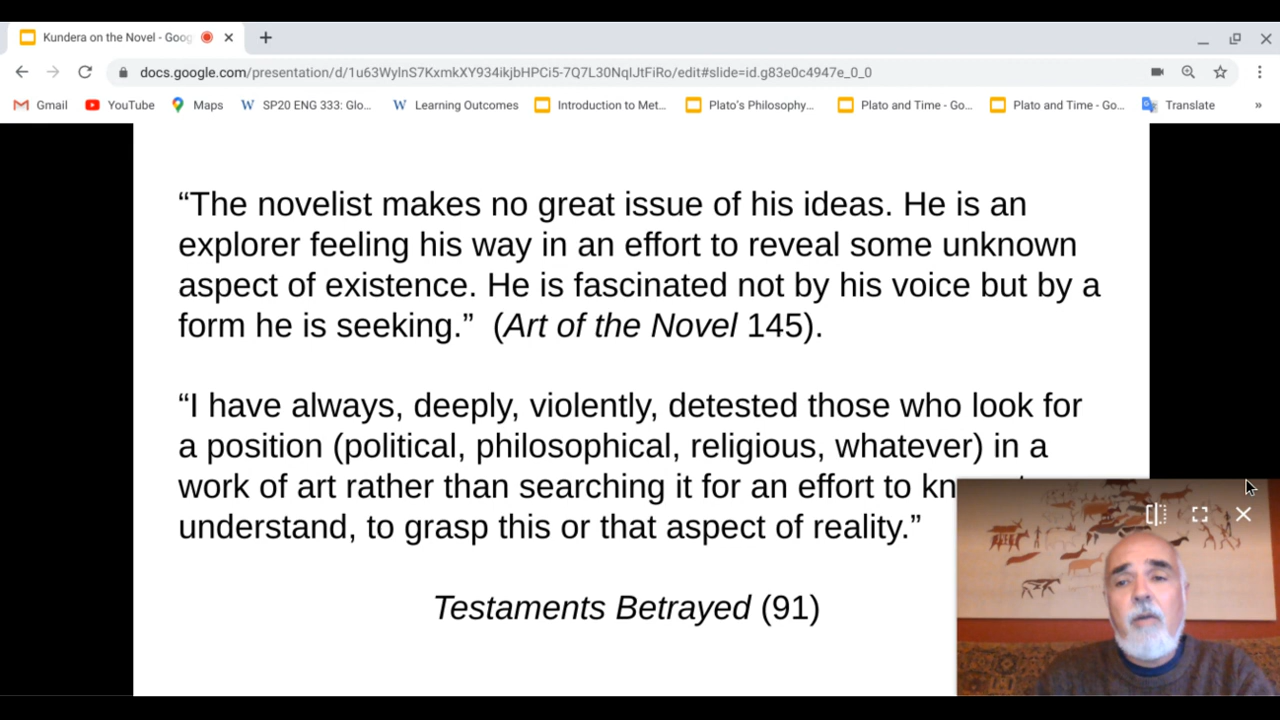 Kundera on the Novel - Goog
docs.google.com/presentation/d/1u63WylnS7KxmkXY934ikjbHPCi5-7Q7L30NqIJtFiRo/edit#slide=id.g83e0c4947e_0_0
Gmail YouTube Maps W SP20 ENG 333: Glo... W Learning Outcomes Introduction to Met... Plato's Philosophy... Plato and Time - Go... Plato and Time - Go... Translate »
“The novelist makes no great issue of his ideas. He is an
explorer feeling his way in an effort to reveal some unknown
aspect of existence. He is fascinated not by his voice but by a
form he is seeking.” (Art of the Novel 145).
“I have always, deeply, violently, detested those who look for
a position (political, philosophical, religious, whatever) in a
work of art rather than searching it for an effort to
understand, to grasp this or that aspect of reality.”
Testaments Betrayed (91)